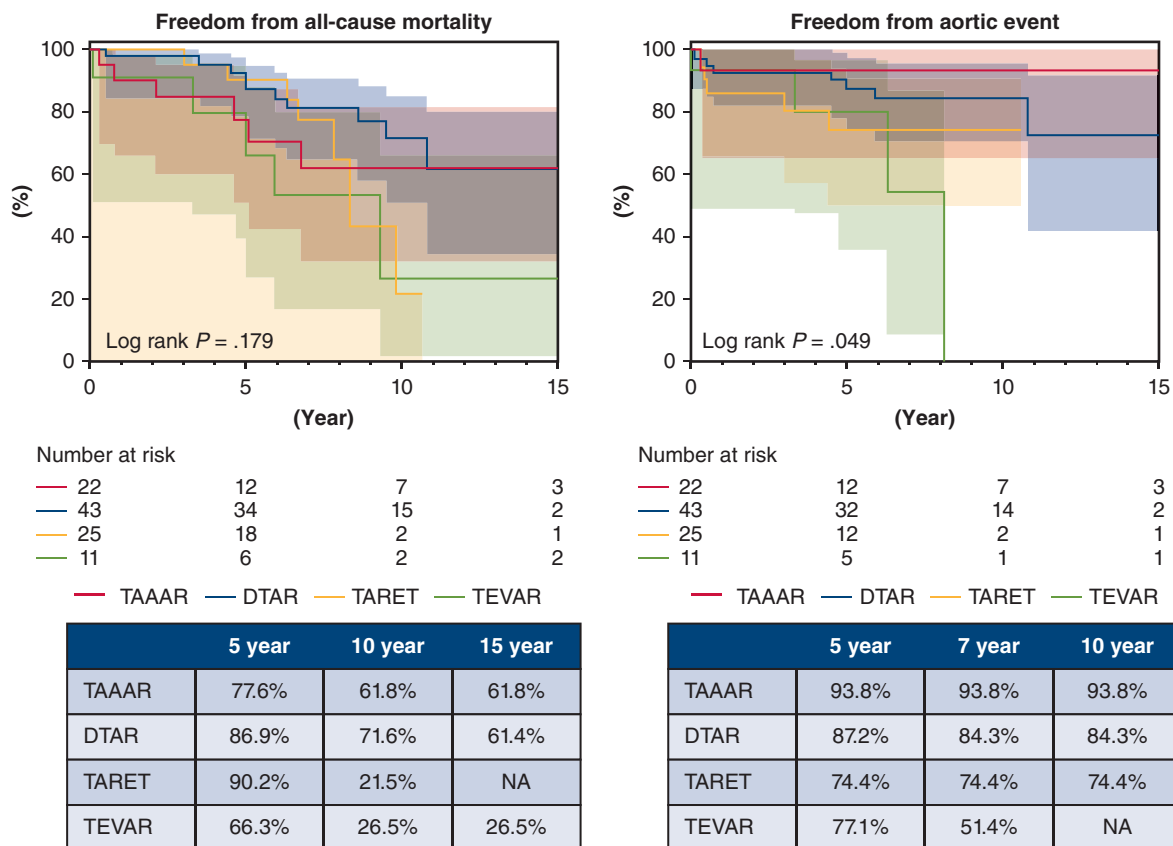 Freedom from all-cause mortality
100
80
60
40
20
0
(%)
Log rank P = .179
0 5 10 15
(Year)
Number at risk
22 12 7 3
43 34 15 2
25 18 2 1
11 6 2 2
TAAAR DTAR TARET TEVAR
5 year 10 year 15 year
TAAAR 77.6% 61.8% 61.8%
DTAR 86.9% 71.6% 61.4%
TARET 90.2% 21.5% NA
TEVAR 66.3% 26.5% 26.5%
Freedom from aortic event
100
80
60
40
20
0
(%)
Log rank P = .049
0 5 10 15
(Year)
Number at risk
22 12 7 3
43 32 14 2
25 12 2 1
11 5 1 1
TAAAR DTAR TARET TEVAR
5 year 7 year 10 year
TAAAR 93.8% 93.8% 93.8%
DTAR 87.2% 84.3% 84.3%
TARET 74.4% 74.4% 74.4%
TEVAR 77.1% 51.4% NA